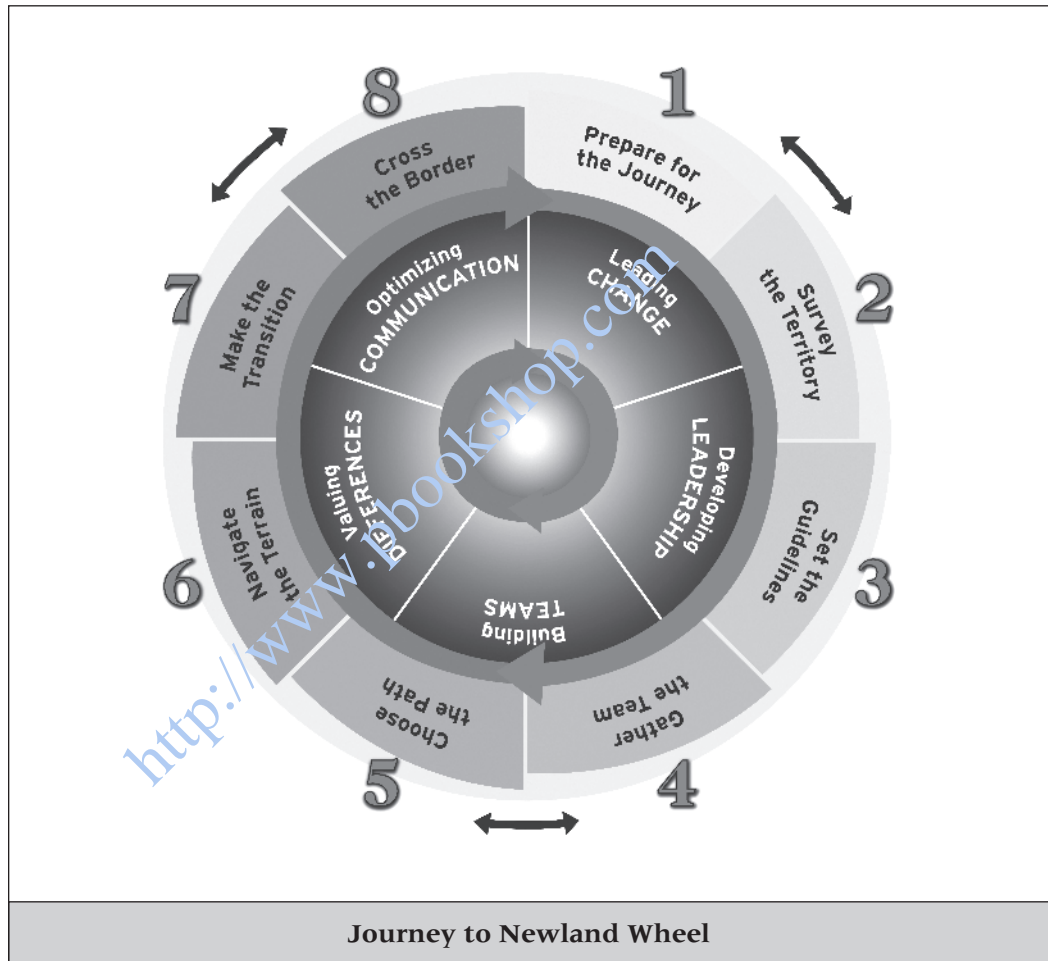 1
Prepare for
the Journey
2
Survey
the Territory
3
Set the
Guidelines
4
Gather
the Team
5
Choose
the Path
6
Navigate
the Terrain
7
Make the
Transition
8
Cross
the Border
Leading
CHANGE
Developing
LEADERSHIP
Building
TEAMS
Valuing
DIFFERENCES
Optimizing
COMMUNICATION
http://www.pbookshop.com
Journey to Newland Wheel